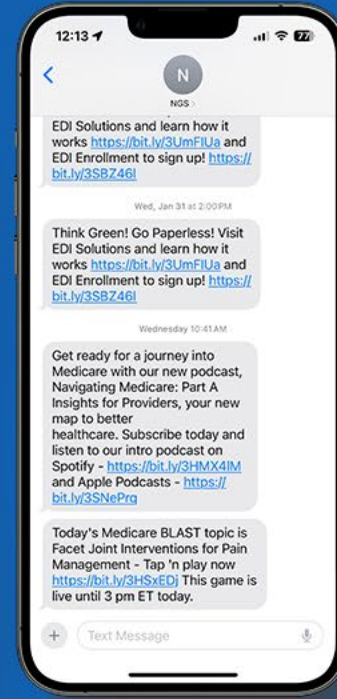 12:13
77
N
NGS
EDI Solutions and learn how it
works https://bit.ly/3UmFlUa and
EDI Enrollment to sign up! https://
bit.ly/3SBZ46I
Wed, Jan 31 at 2:00 PM
Think Green! Go Paperless! Visit
EDI Solutions and learn how it
works https://bit.ly/3UmFlUa and
EDI Enrollment to sign up! https://
bit.ly/3SBZ46I
Wednesday 10:41 AM
Get ready for a journey into
Medicare with our new podcast,
Navigating Medicare: Part A
Insights for Providers, your new
map to better
healthcare. Subscribe today and
listen to our intro podcast on
Spotify - https://bit.ly/3HMX4lM
and Apple Podcasts - https://
bit.ly/3SNePrq
Today's Medicare BLAST topic is
Facet Joint Interventions for Pain
Management - Tap 'n play now
https://bit.ly/3HSxEDj This game is
live until 3 pm ET today.
Text Message